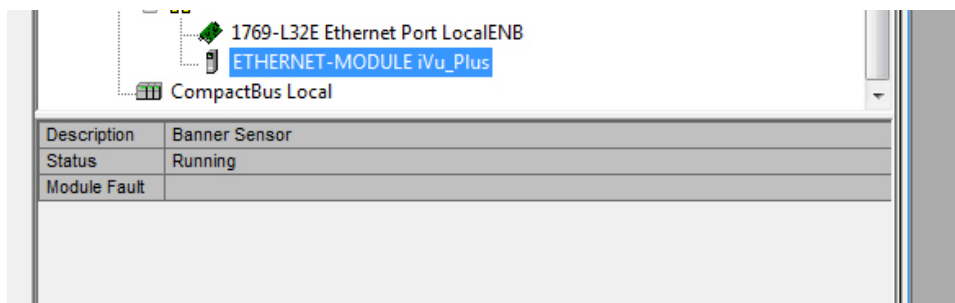 1769-L32E Ethernet Port LocalENB
ETHERNET-MODULE iVu_Plus
CompactBus Local
Description Banner Sensor
Status Running
Module Fault